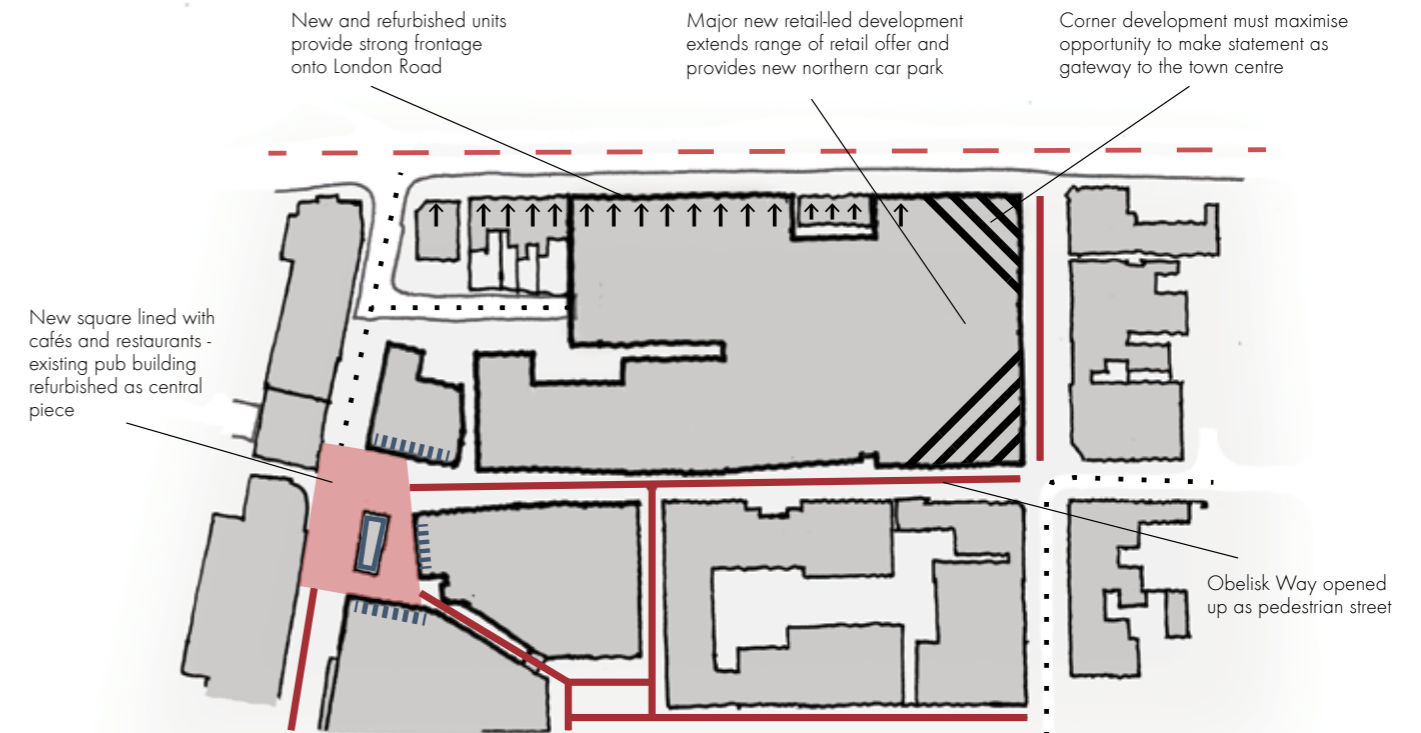 New and refurbished units
provide strong frontage
onto London Road
Major new retail-led development
extends range of retail offer and
provides new northern car park
Corner development must maximise
opportunity to make statement as
gateway to the town centre
New square lined with
cafés and restaurants -
existing pub building
refurbished as central
piece
Obelisk Way opened
up as pedestrian street